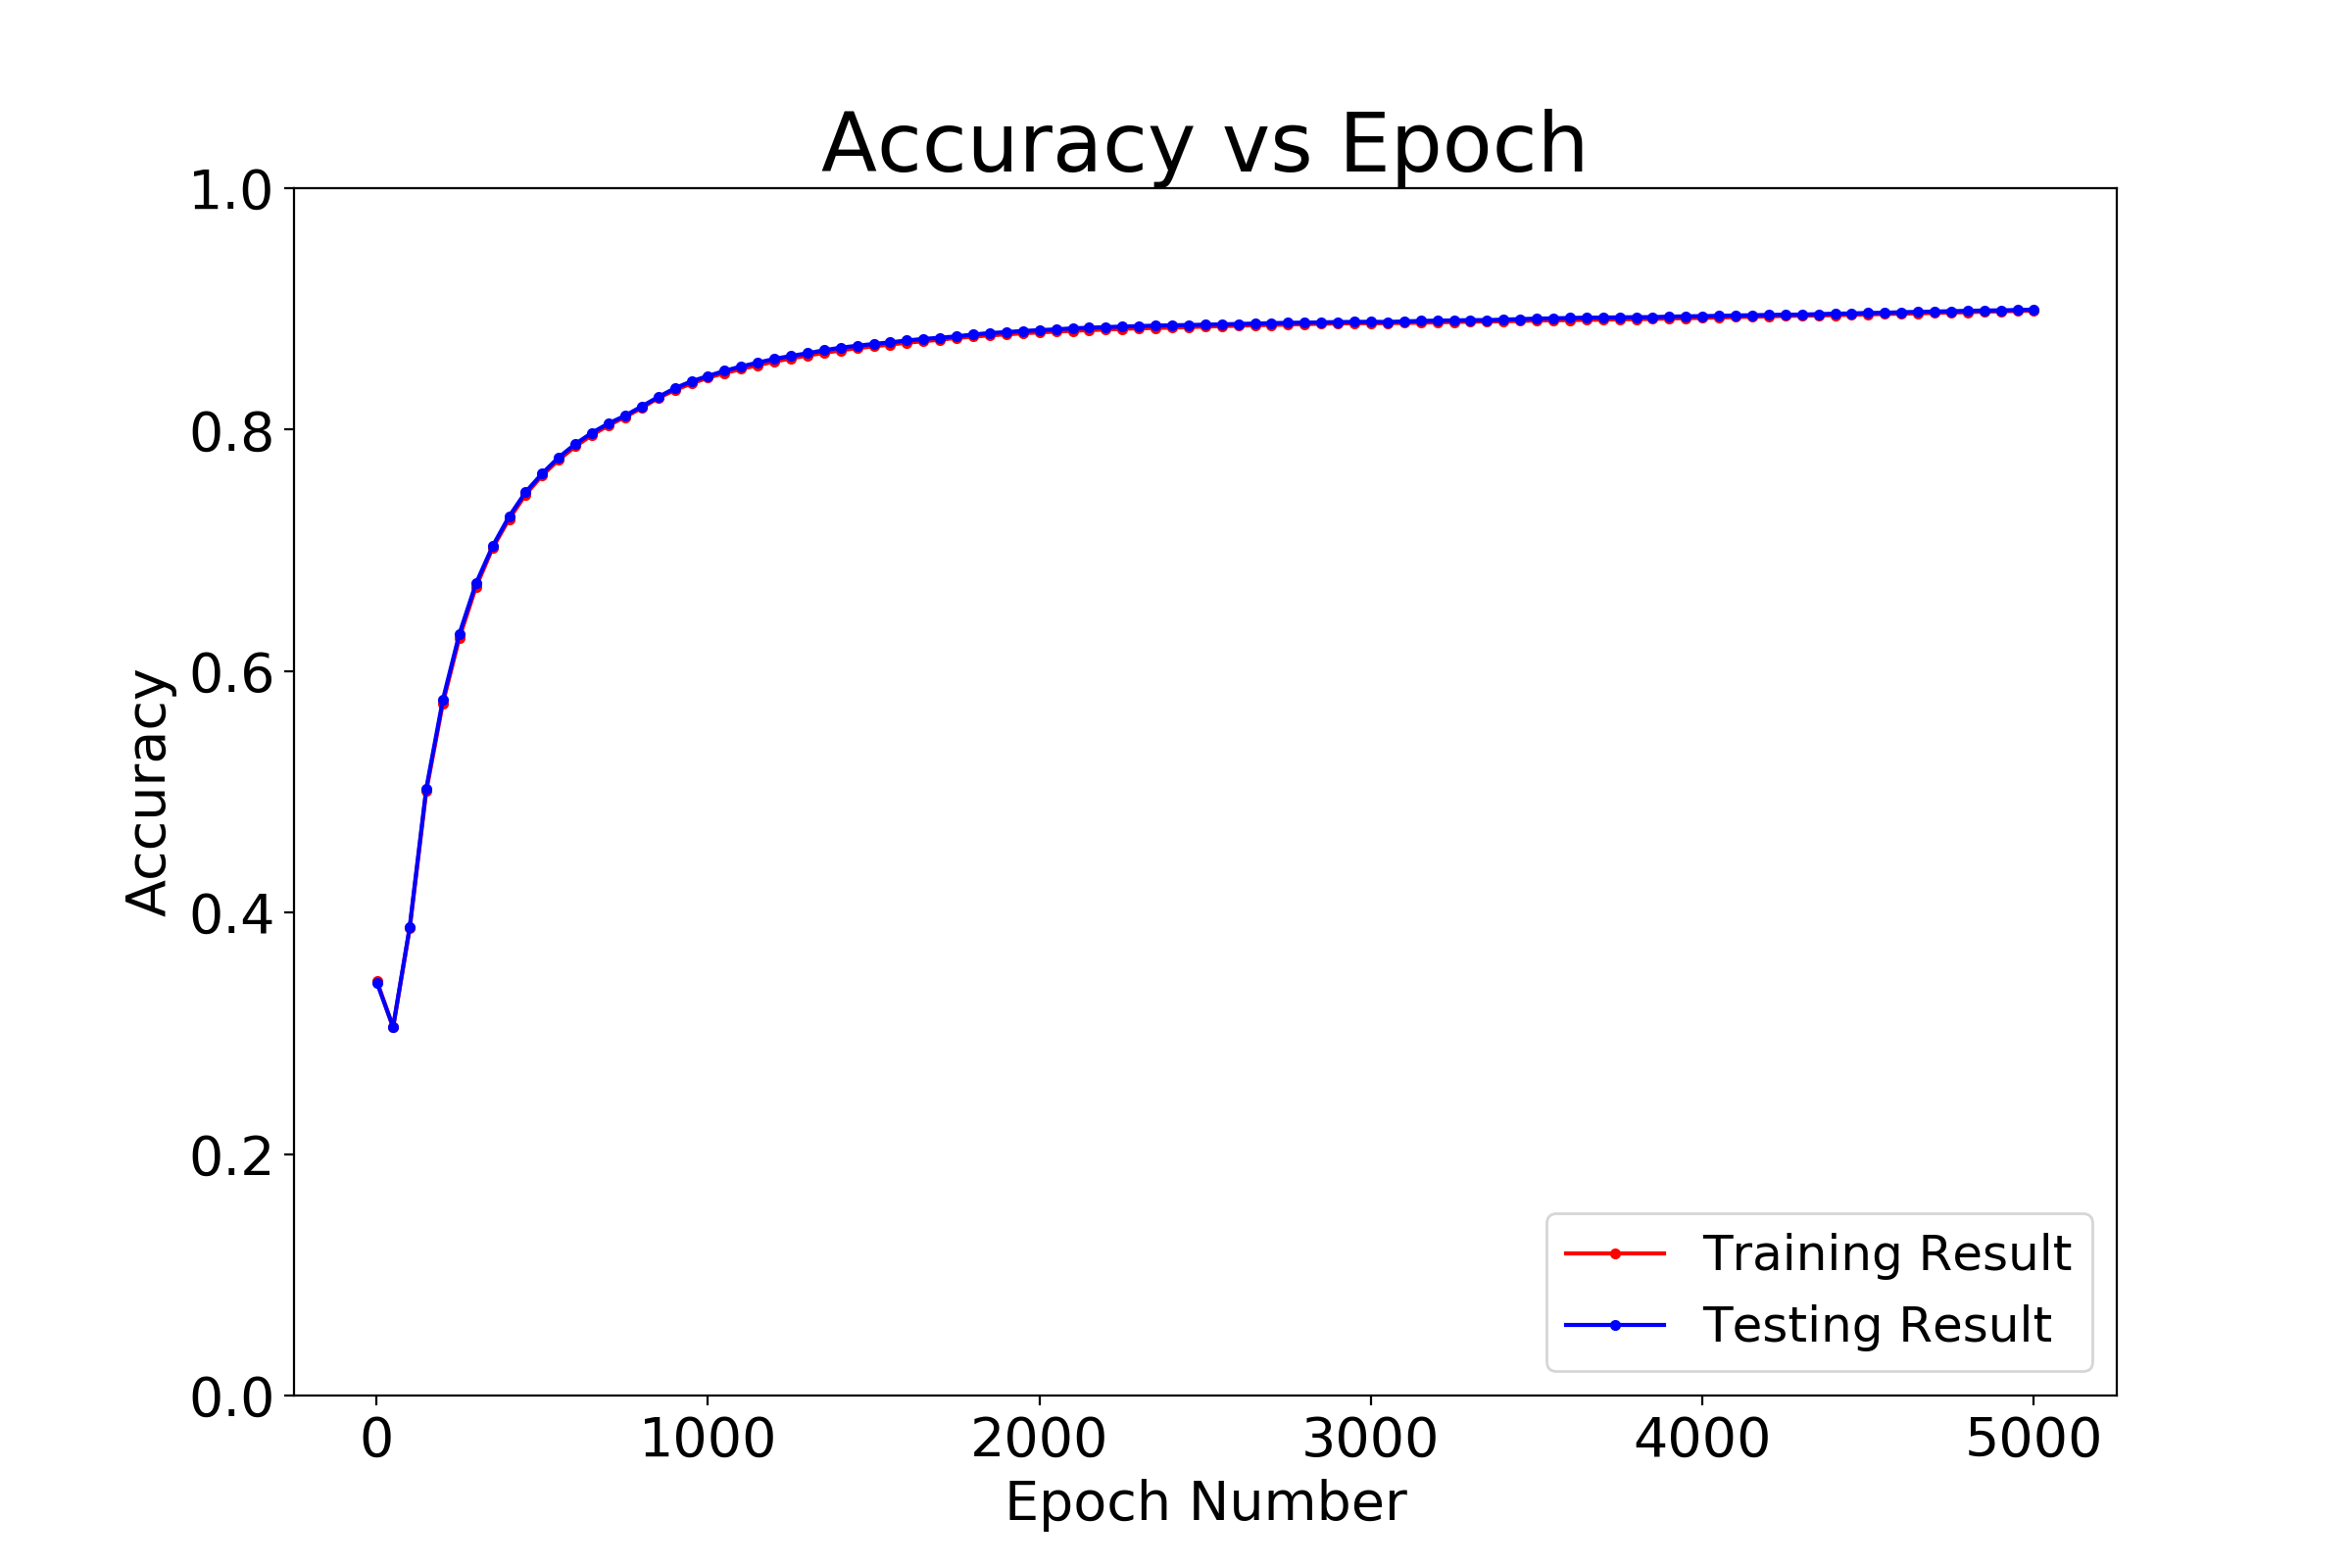 Accuracy vs Epoch
1.0
0.8
0.6
0.4
0.2
0.0
Accuracy
0 1000 2000 3000 4000 5000
Epoch Number
Training Result
Testing Result